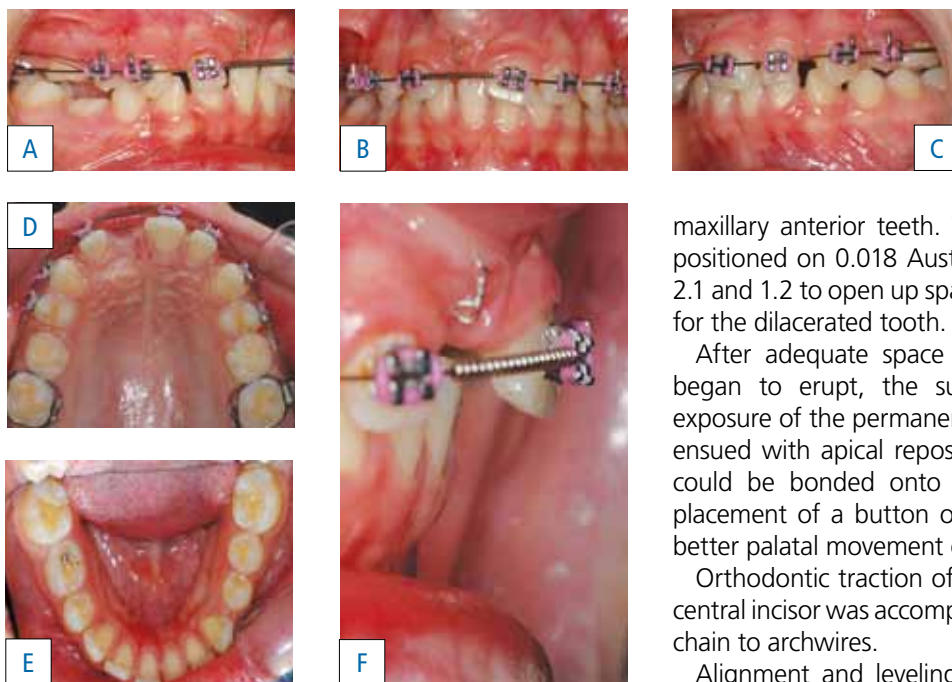 A
B
C
D
maxillary anterior teeth.
positioned on 0.018 Aust
2.1 and 1.2 to open up spa
for the dilacerated tooth.
After adequate space
began to erupt, the su
exposure of the permane
ensued with apical repos
could be bonded onto
placement of a button o
better palatal movement
Orthodontic traction of
central incisor was accomp
chain to archwires.
Alignment and leveling
E
F